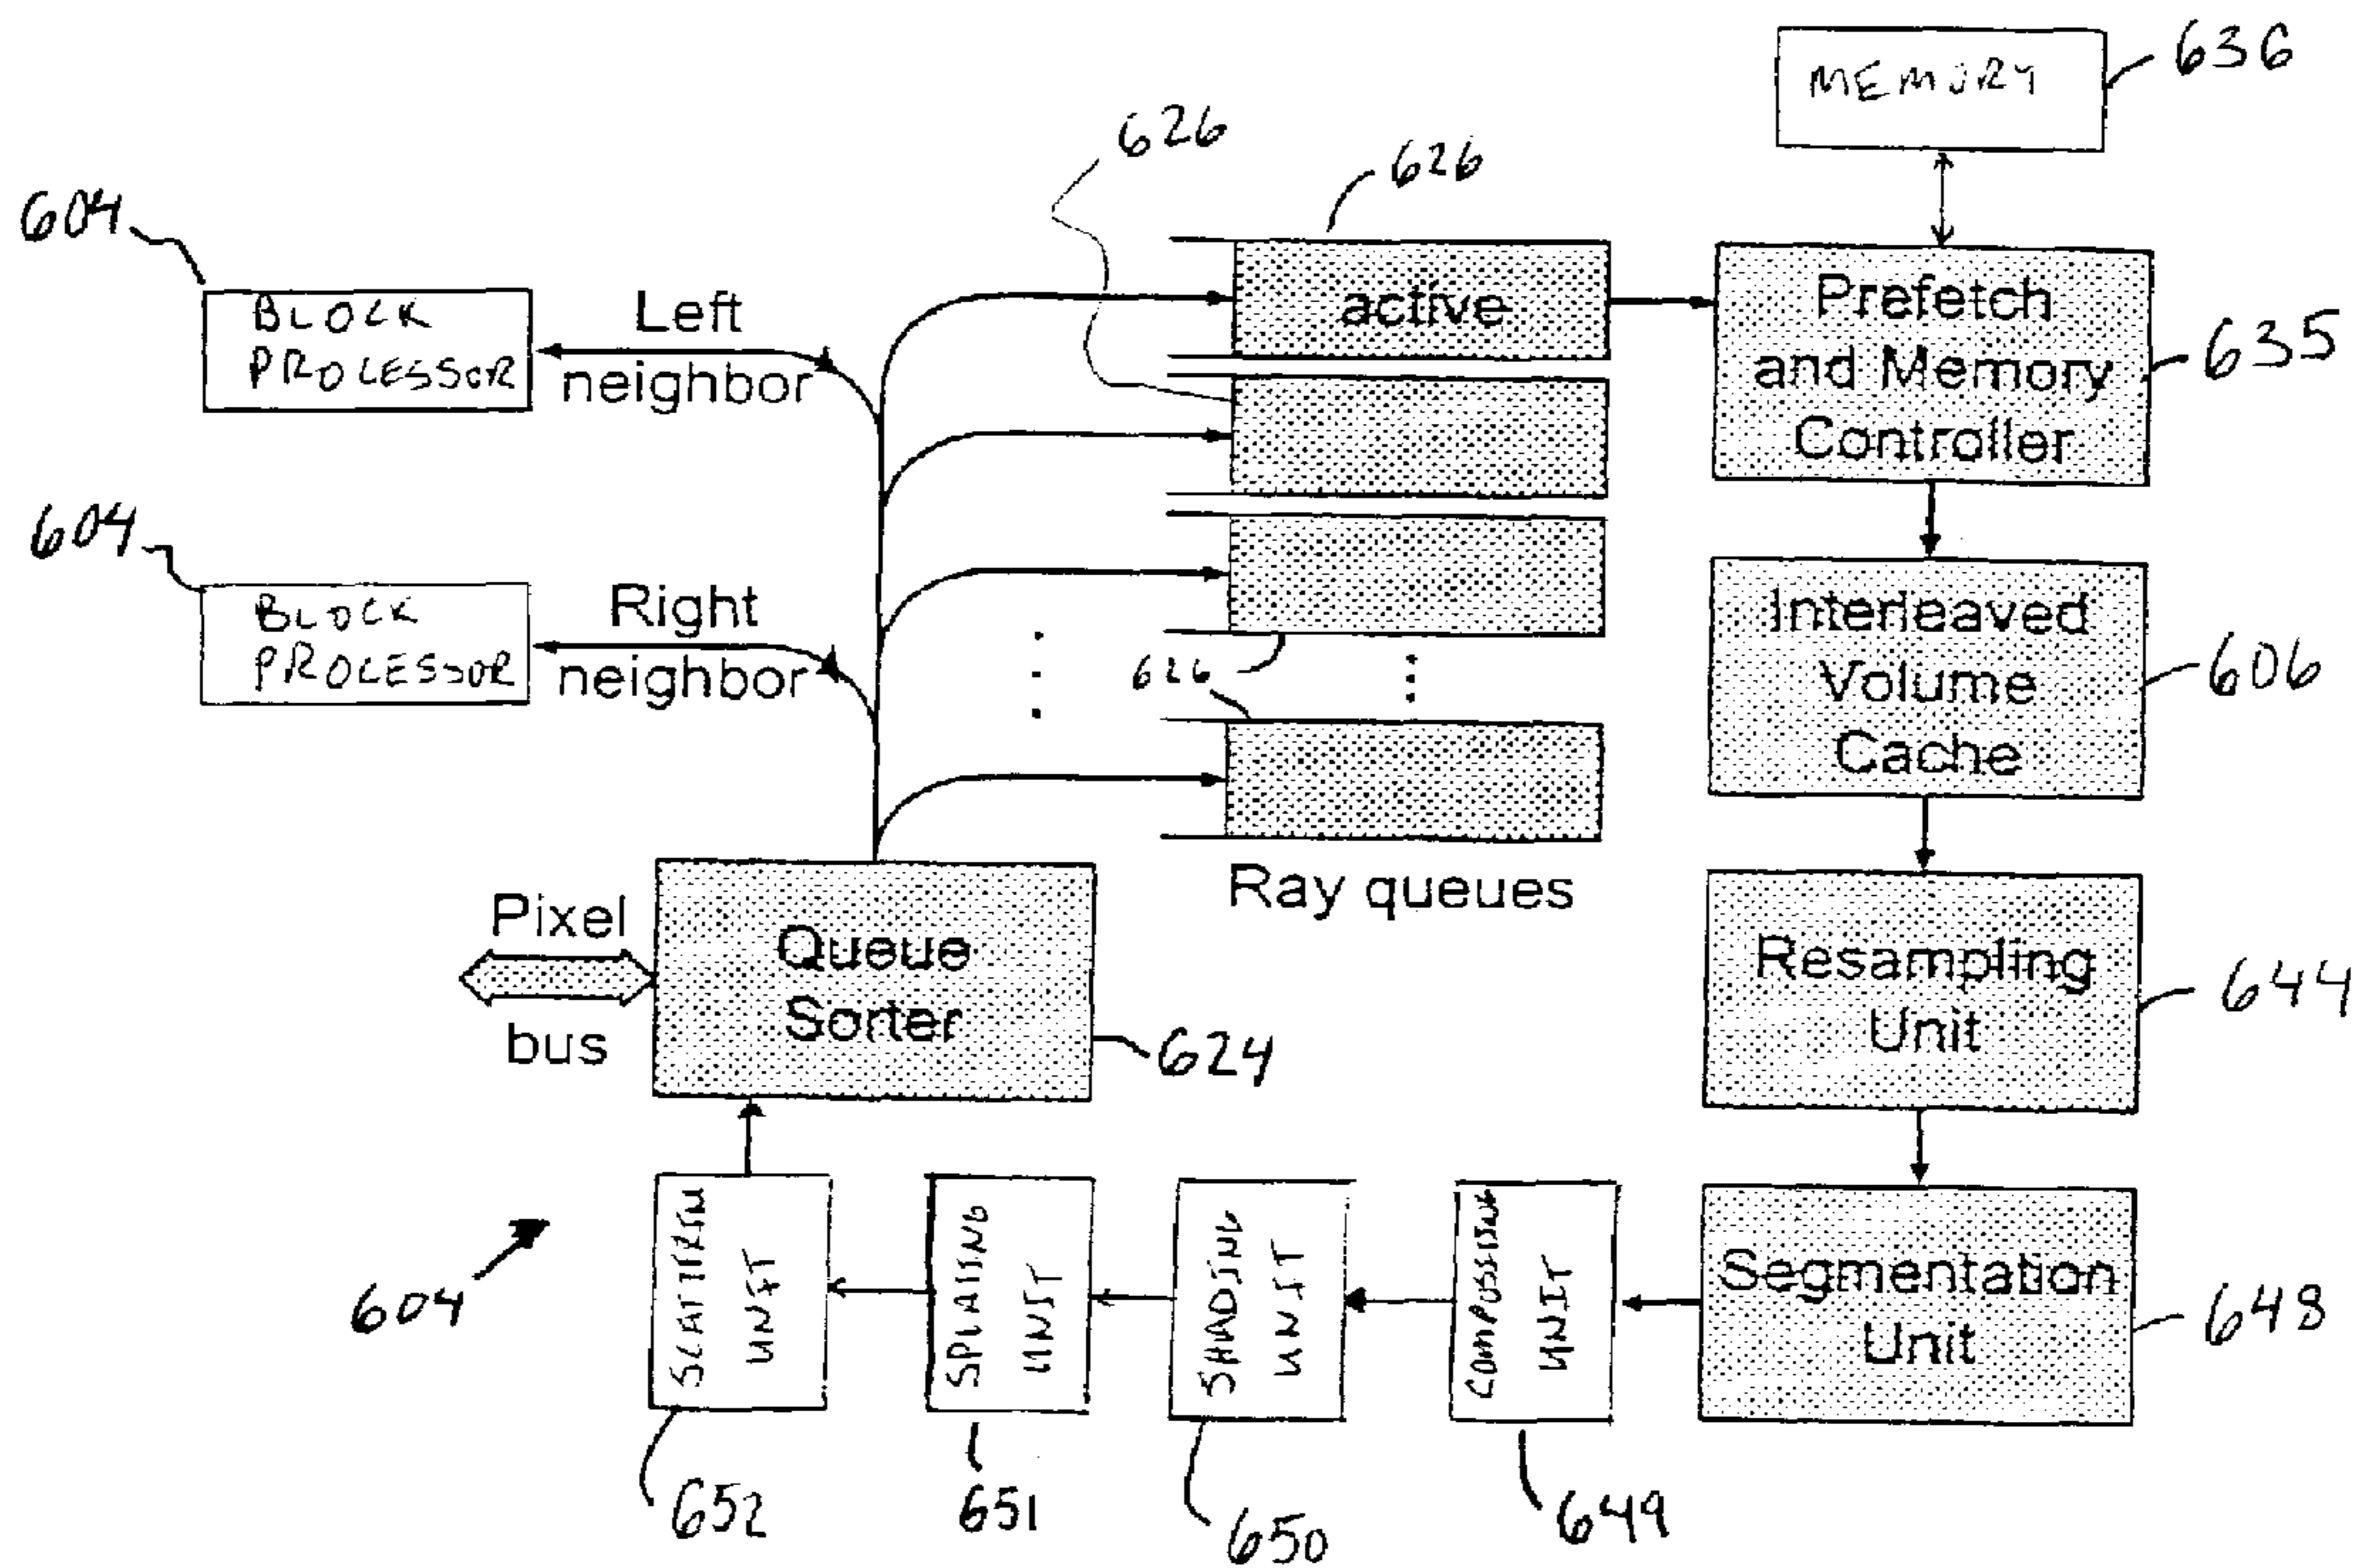 MEMORY
636
626
626
604
BLOCK
PROCESSOR
Left
neighbor
active
Prefetch
and Memory
Controller
635
604
BLOCK
PROCESSOR
Right
neighbor
626
626
Interleaved
Volume
Cache
606
Ray queues
Pixel
bus
Queue
Sorter
624
Resampling
Unit
644
604
UNIT
SPLATTING
UNIT
SHADING
UNIT
COMPOSITING
UNIT
Segmentation
Unit
648
652
651
650
649